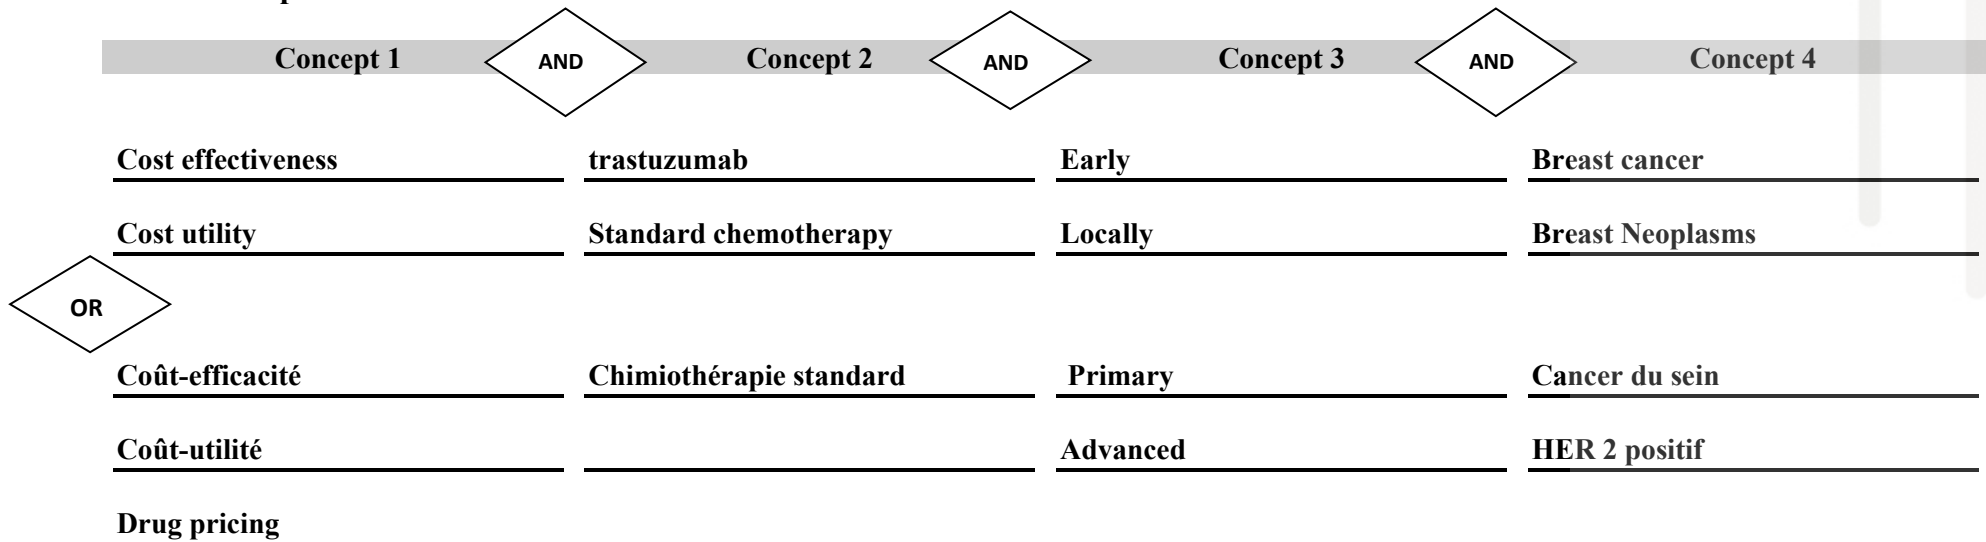 Concept 1 AND Concept 2 AND Concept 3 AND Concept 4
Cost effectiveness trastuzumab Early Breast cancer
Cost utility Standard chemotherapy Locally Breast Neoplasms
OR
Coût-efficacité Chimiothérapie standard Primary Cancer du sein
Coût-utilité Advanced HER 2 positif
Drug pricing